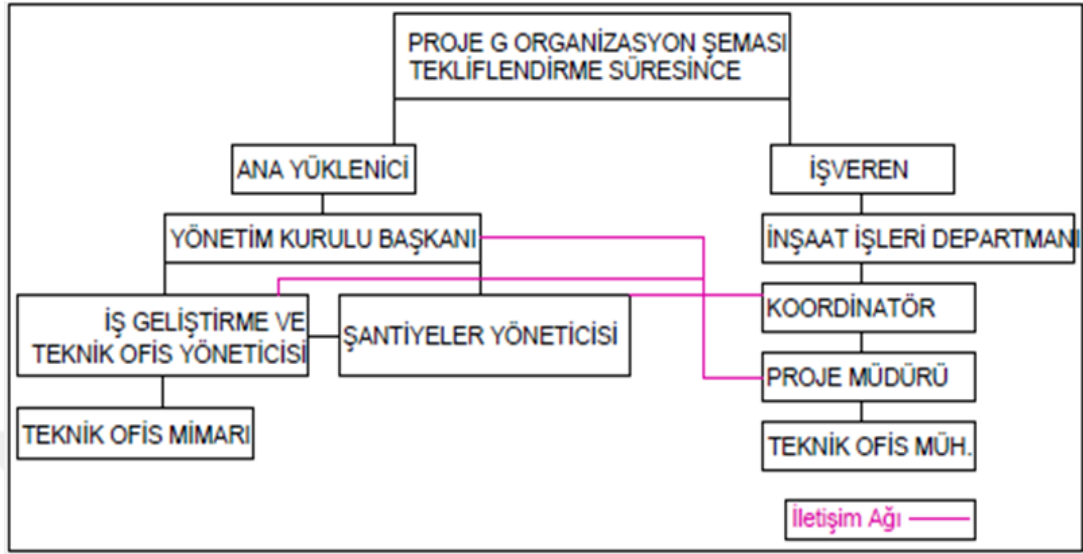 PROJE G ORGANİZASYON ŞEMASI
TEKLİFLENDİRME SÜRESİNCE
ANA YÜKLENİCİ
İŞVEREN
YÖNETİM KURULU BAŞKANI
İNŞAAT İŞLERİ DEPARTMANI
İŞ GELİŞTİRME VE
TEKNİK OFİS YÖNETİCİSİ
ŞANTİYELER YÖNETİCİSİ
KOORDİNATÖR
PROJE MÜDÜRÜ
TEKNİK OFİS MİMARI
TEKNİK OFİS MÜH.
İletişim Ağı